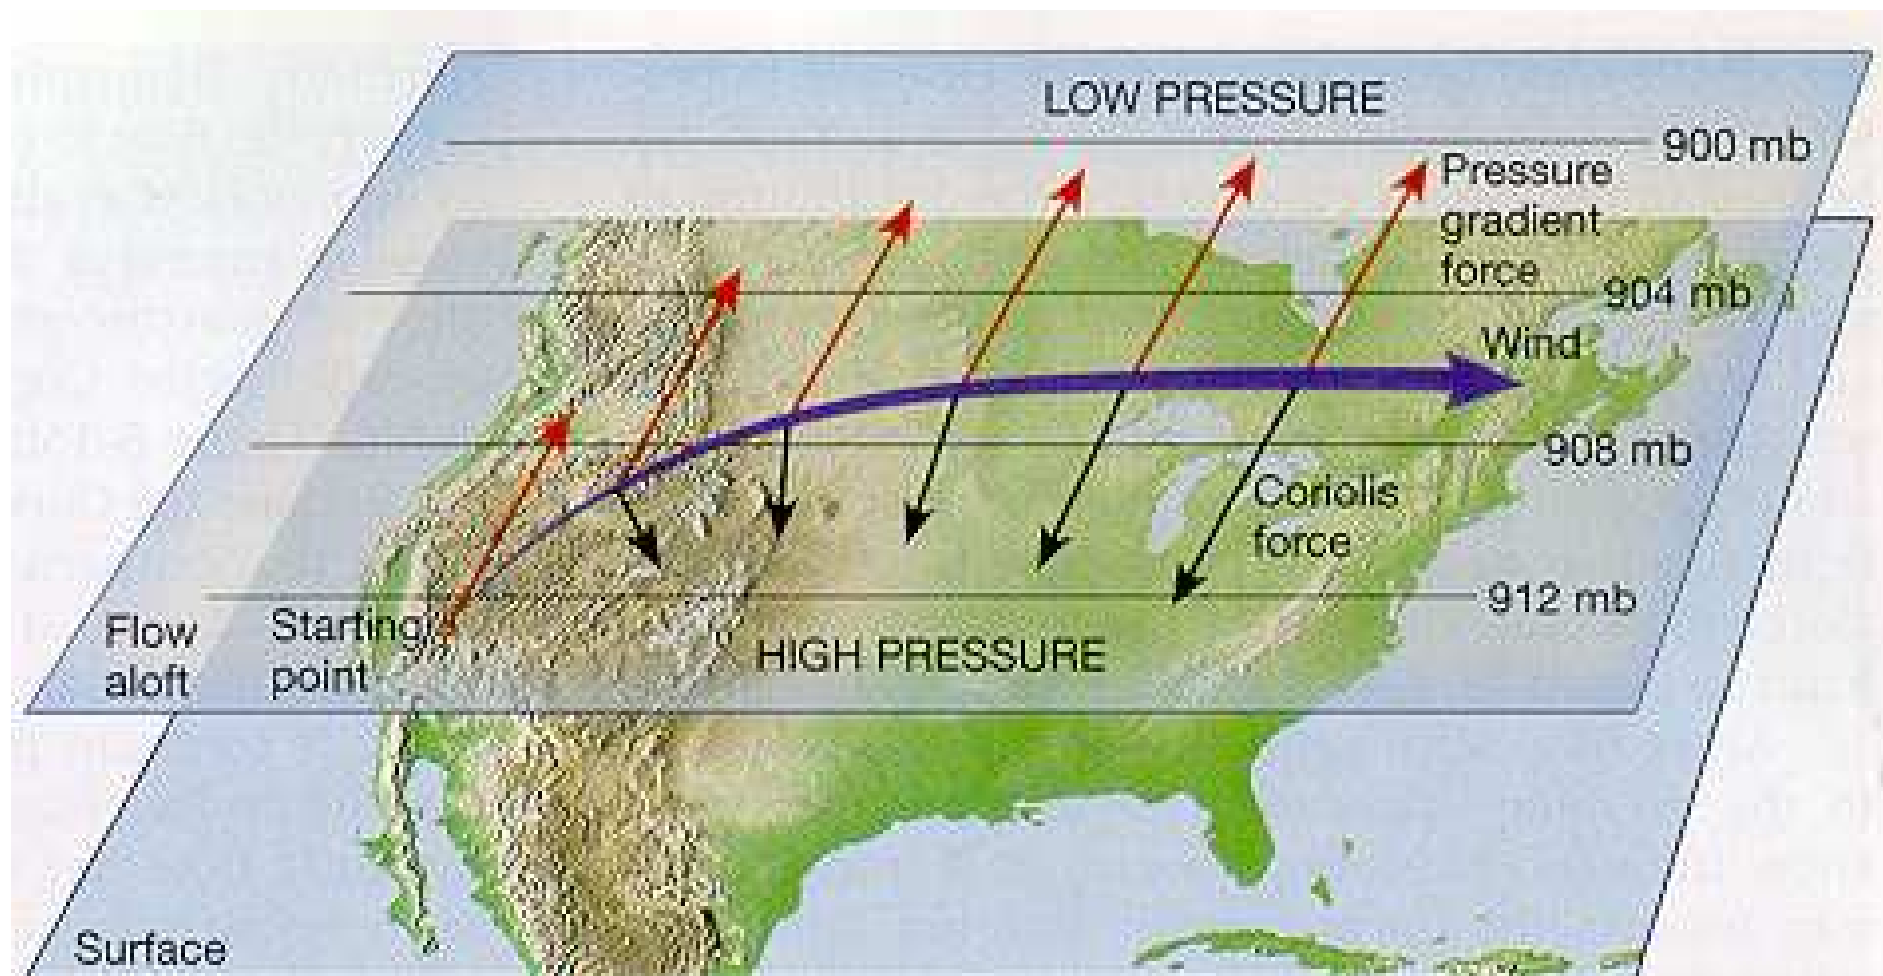 LOW PRESSURE
900 mb
Pressure
gradient
force
904 mb
Wind
908 mb
Coriolis
force
912 mb
Flow
aloft
Starting
point
HIGH PRESSURE
Surface